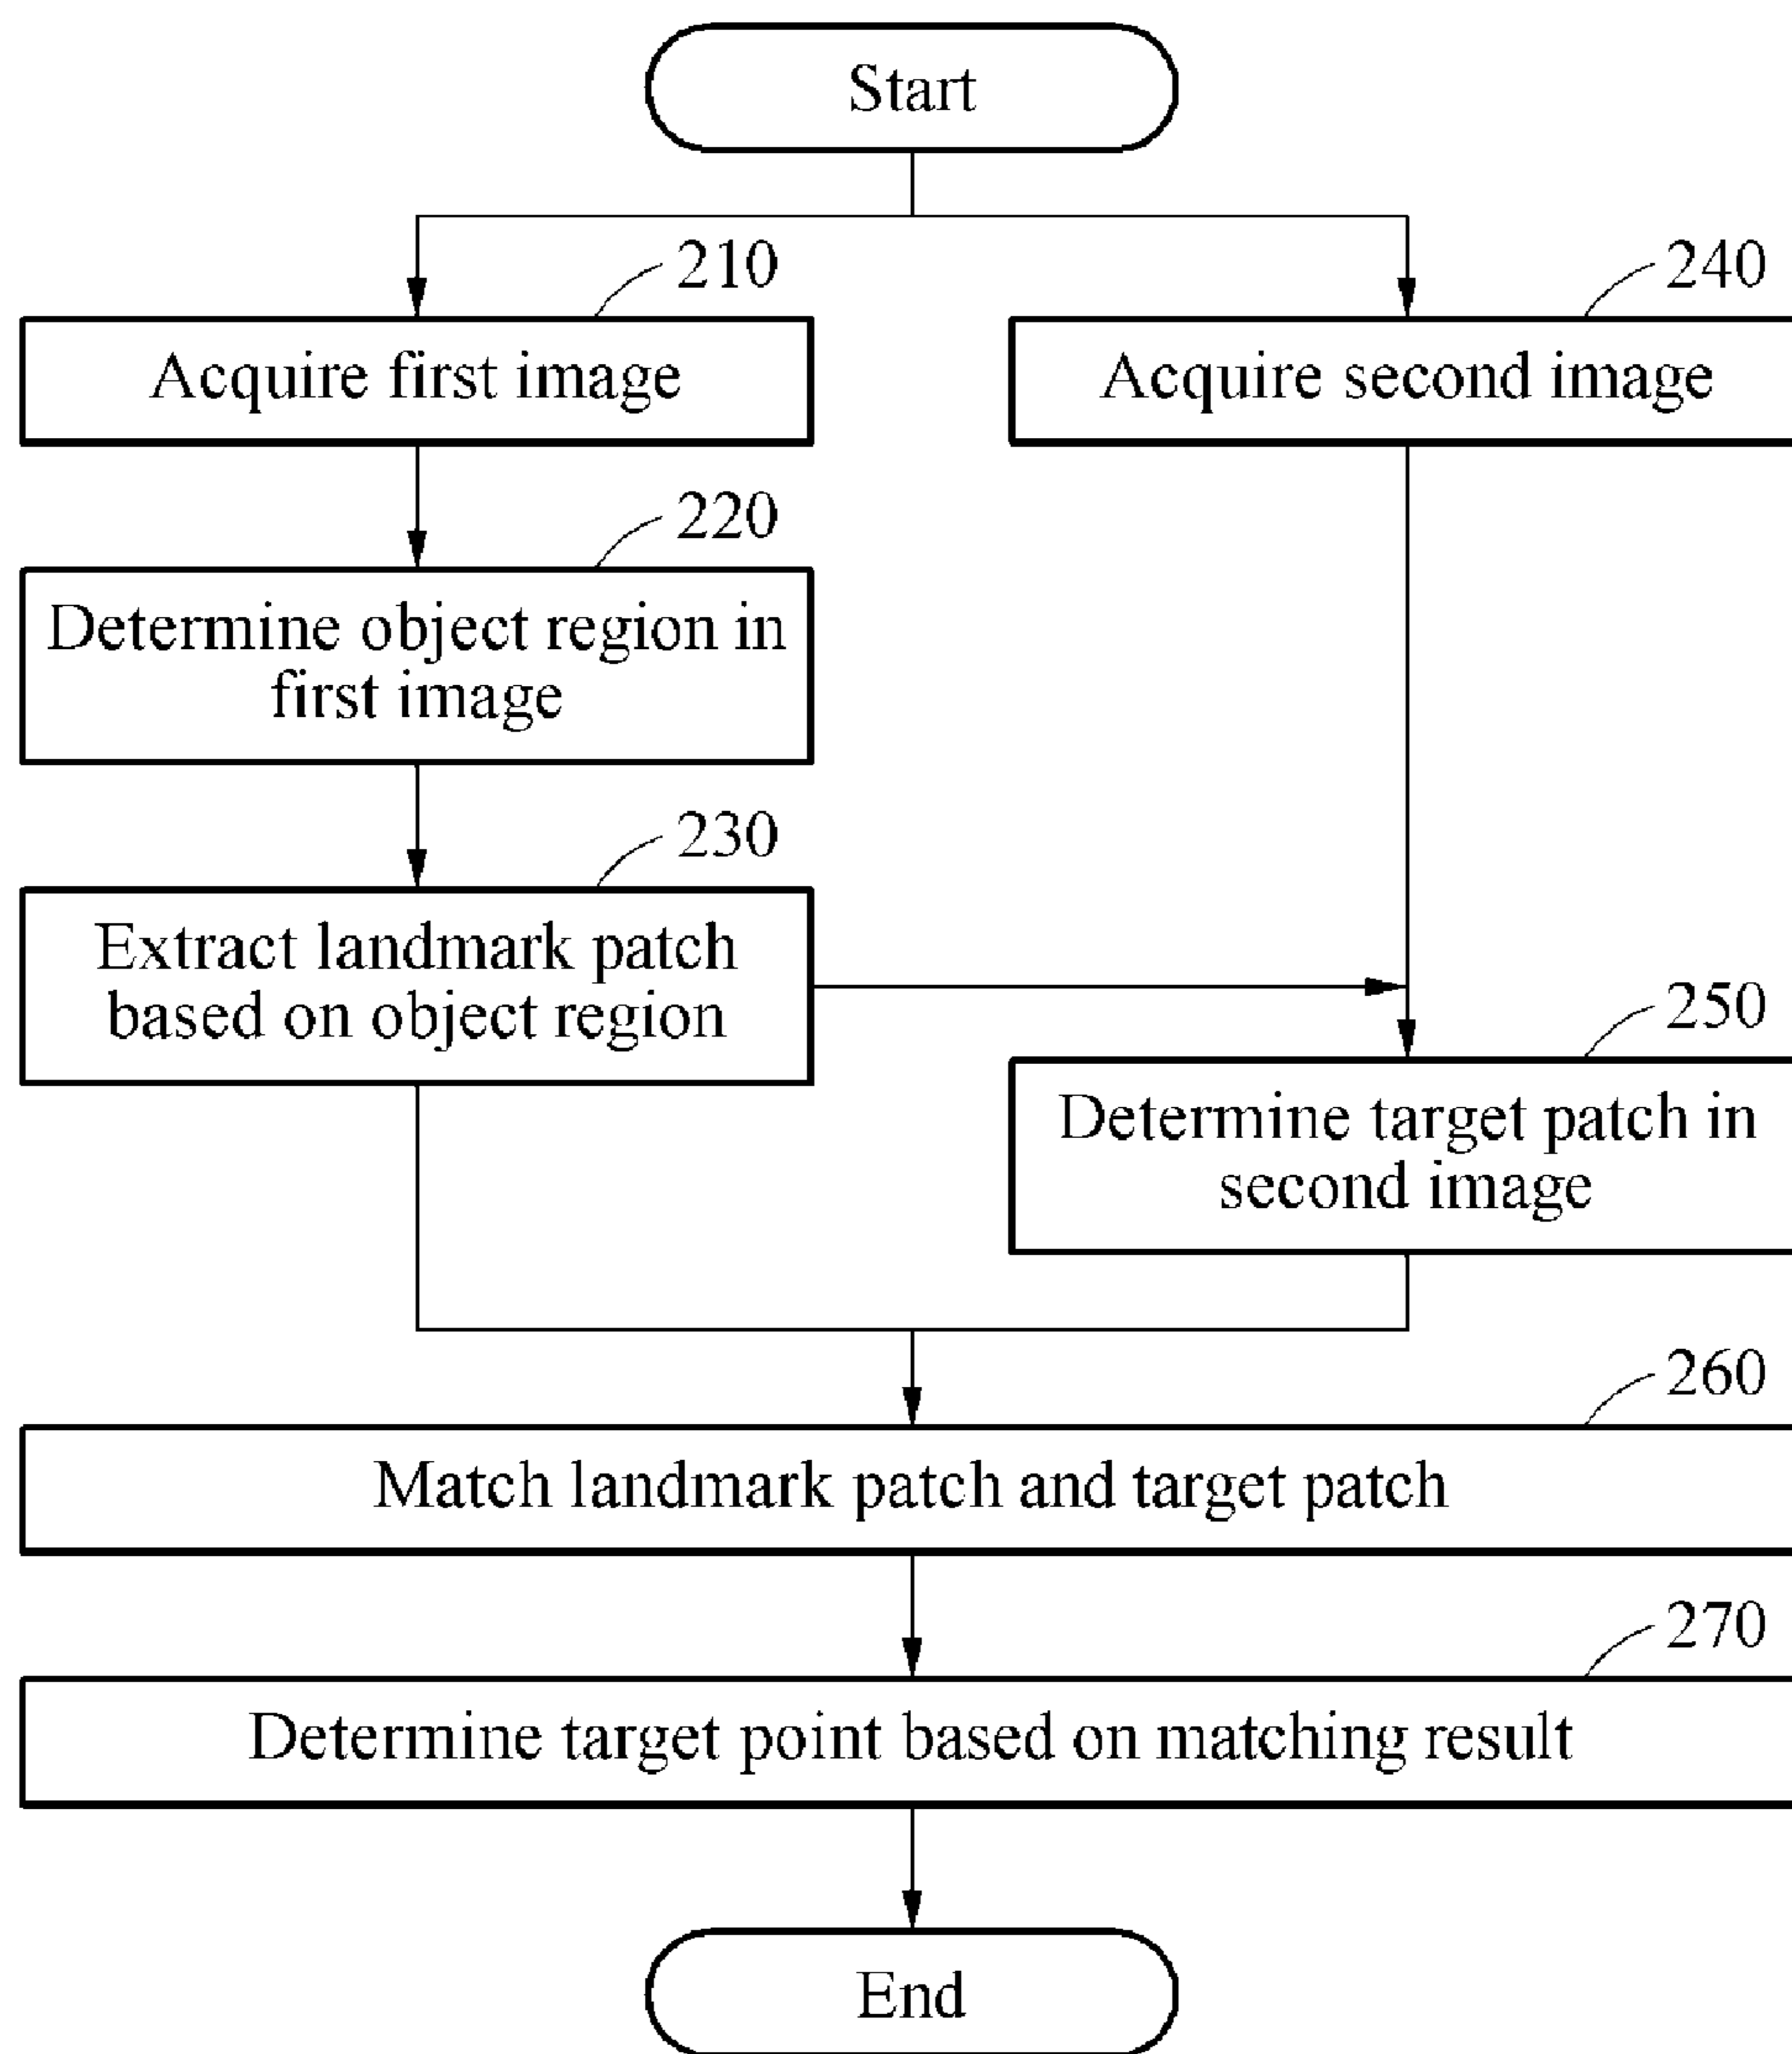 Start
210
Acquire first image
240
Acquire second image
220
Determine object region in
first image
230
Extract landmark patch
based on object region
250
Determine target patch in
second image
260
Match landmark patch and target patch
270
Determine target point based on matching result
End